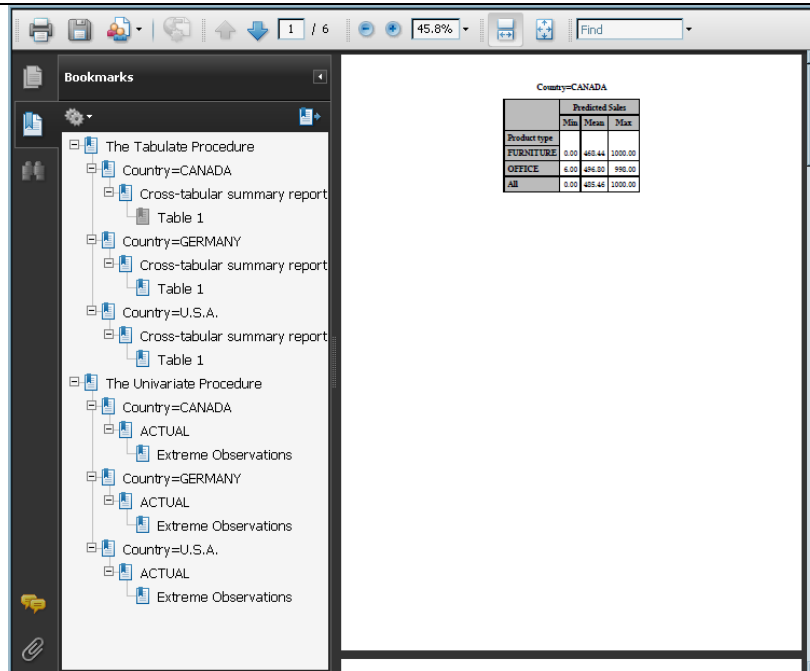 1 / 6 45.8% Find
Bookmarks
The Tabulate Procedure
Country=CANADA
Cross-tabular summary report
Table 1
Country=GERMANY
Cross-tabular summary report
Table 1
Country=U.S.A.
Cross-tabular summary report
Table 1
The Univariate Procedure
Country=CANADA
ACTUAL
Extreme Observations
Country=GERMANY
ACTUAL
Extreme Observations
Country=U.S.A.
ACTUAL
Extreme Observations
Country=CANADA
Predicted Sales
Min Mean Max
Product type
FURNITURE 0.00 468.44 1000.00
OFFICE 6.00 496.80 998.00
All 0.00 485.46 1000.00